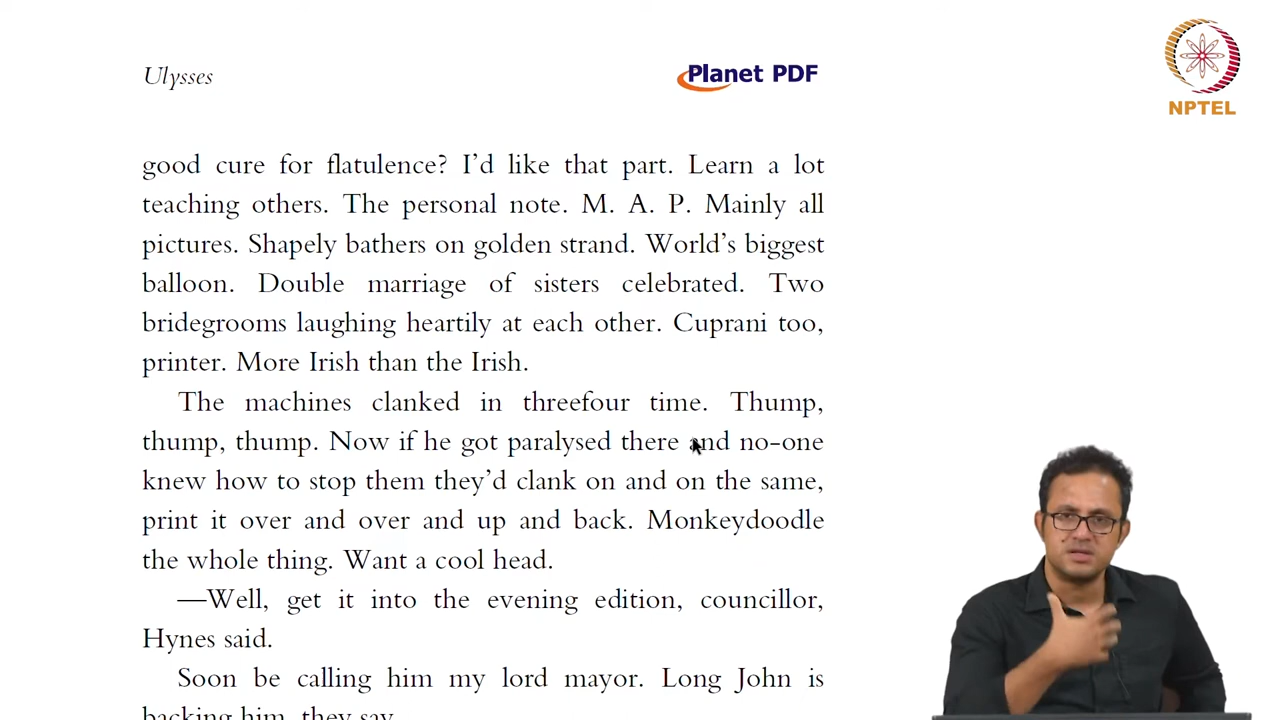 Ulysses
Planet PDF
NPTEL
good cure for flatulence? I'd like that part. Learn a lot
teaching others. The personal note. M. A. P. Mainly all
pictures. Shapely bathers on golden strand. World's biggest
balloon. Double marriage of sisters celebrated. Two
bridegrooms laughing heartily at each other. Cuprani too,
printer. More Irish than the Irish.
The machines clanked in threefour time. Thump,
thump, thump. Now if he got paralysed there and no-one
knew how to stop them they'd clank on and on the same,
print it over and over and up and back. Monkeydoodle
the whole thing. Want a cool head.
—Well, get it into the evening edition, councillor,
Hynes said.
Soon be calling him my lord mayor. Long John is
backing him, they say.